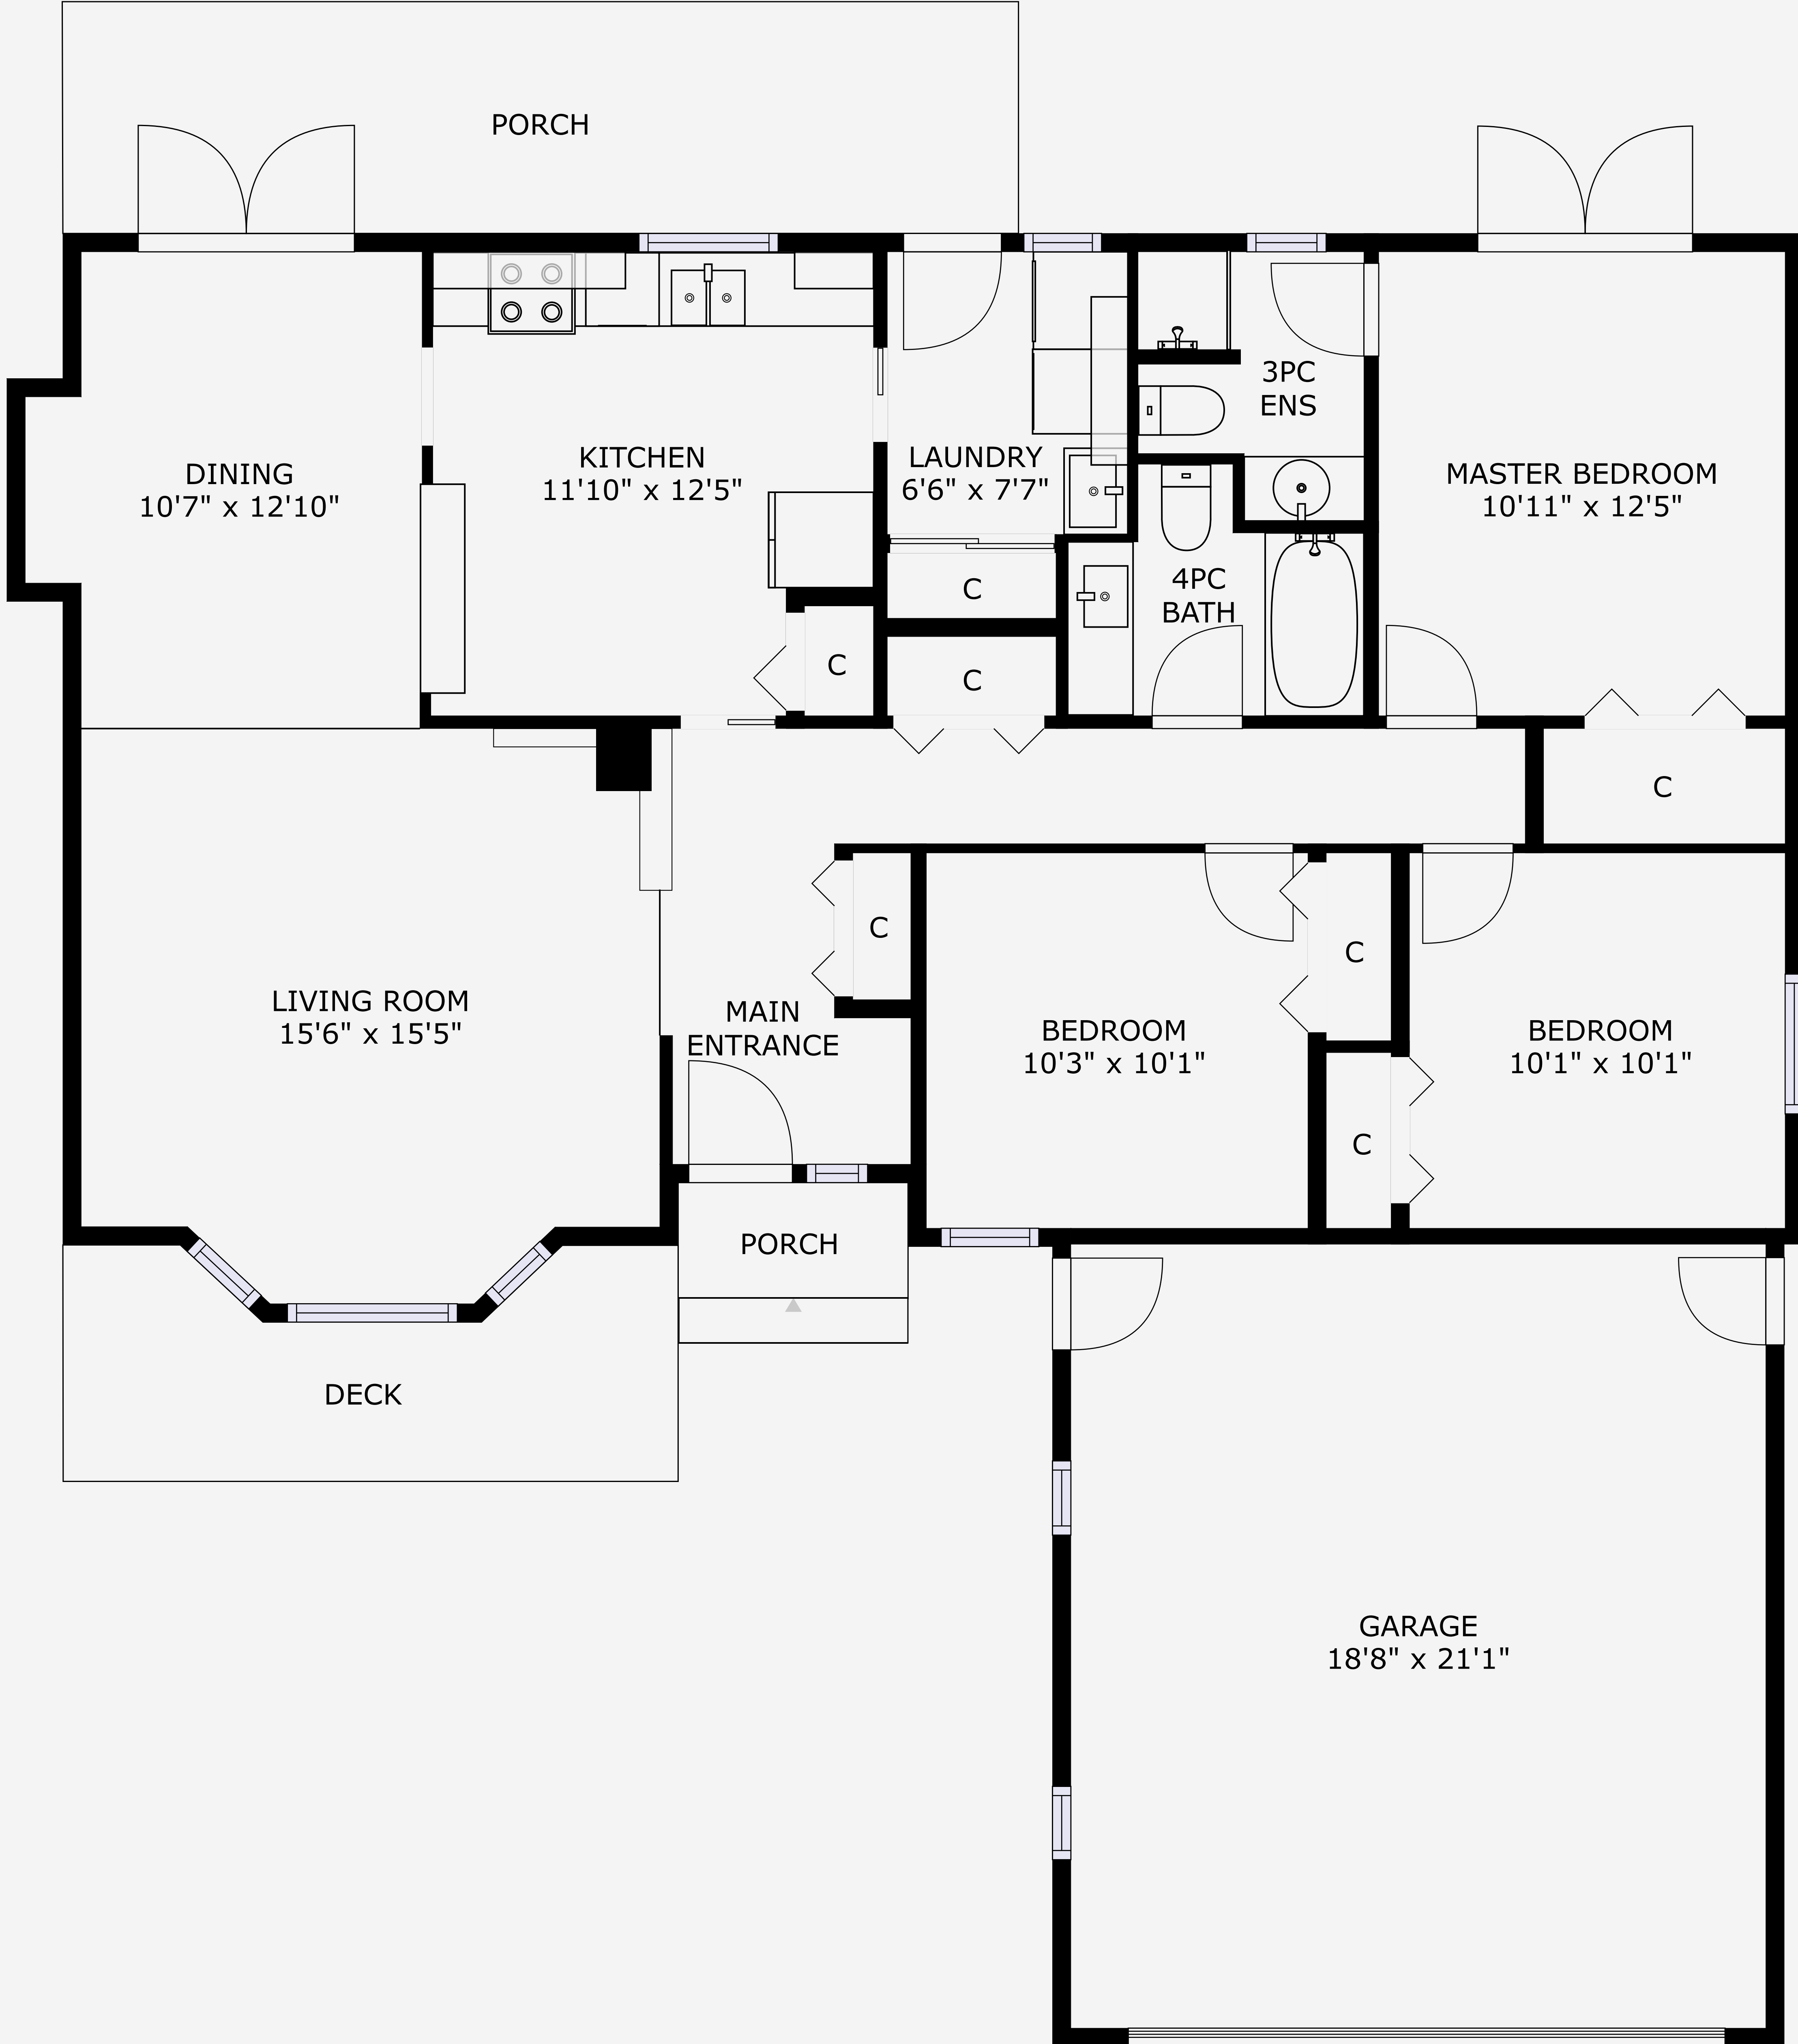 PORCH
DINING
10'7" x 12'10"
KITCHEN
11'10" x 12'5"
LAUNDRY
6'6" x 7'7"
3PC
ENS
MASTER BEDROOM
10'11" x 12'5"
4PC
BATH
C
C
C
C
C
C
C
LIVING ROOM
15'6" x 15'5"
MAIN
ENTRANCE
BEDROOM
10'3" x 10'1"
BEDROOM
10'1" x 10'1"
PORCH
DECK
GARAGE
18'8" x 21'1"